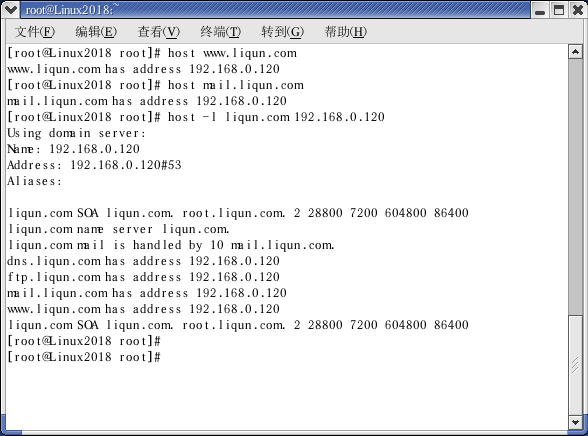 root@Linux2018:~
文件(F) 编辑(E) 查看(V) 终端(T) 转到(G) 帮助(H)
[root@Linux2018 root]# host www.liqun.com
www.liqun.com has address 192.168.0.120
[root@Linux2018 root]# host mail.liqun.com
mail.liqun.com has address 192.168.0.120
[root@Linux2018 root]# host -l liqun.com 192.168.0.120
Using domain server:
Name: 192.168.0.120
Address: 192.168.0.120#53
Aliases:
liqun.com SOA liqun.com. root.liqun.com. 2 28800 7200 604800 86400
liqun.com name server liqun.com.
liqun.com mail is handled by 10 mail.liqun.com.
dns.liqun.com has address 192.168.0.120
ftp.liqun.com has address 192.168.0.120
mail.liqun.com has address 192.168.0.120
www.liqun.com has address 192.168.0.120
liqun.com SOA liqun.com. root.liqun.com. 2 28800 7200 604800 86400
[root@Linux2018 root]#
[root@Linux2018 root]#